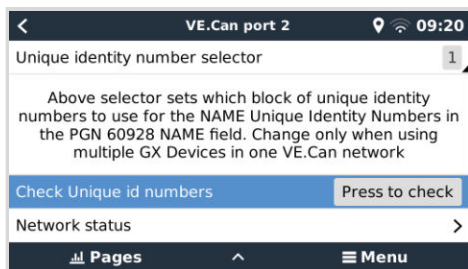 VE.Can port 2 09:20
Unique identity number selector 1
Above selector sets which block of unique identity
numbers to use for the NAME Unique Identity Numbers in
the PGN 60928 NAME field. Change only when using
multiple GX Devices in one VE.Can network
Check Unique id numbers Press to check
Network status
Pages Menu